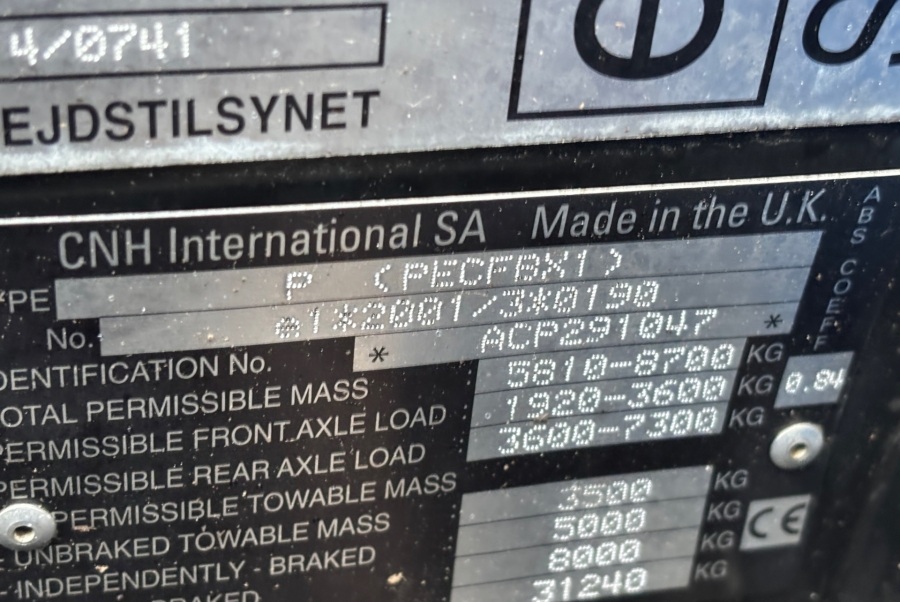 4/0741
EJDSTILSYNET
e
CNH International SA Made in the U.K.
YPE P (PECFBX1)
No. e1*2001/3*0190
DENTIFICATION No. * ACP291047 *
OTAL PERMISSIBLE MASS 5810-8700 KG
PERMISSIBLE FRONT AXLE LOAD 1920-3600 KG
PERMISSIBLE REAR AXLE LOAD 3600-7300 KG
ABS COEFF
0.84
PERMISSIBLE TOWABLE MASS
UNBRAKED TOWABLE MASS 3500 KG
-INDEPENDENTLY - BRAKED 5000 KG
BRAKED 8000 KG
31240 KG
CE